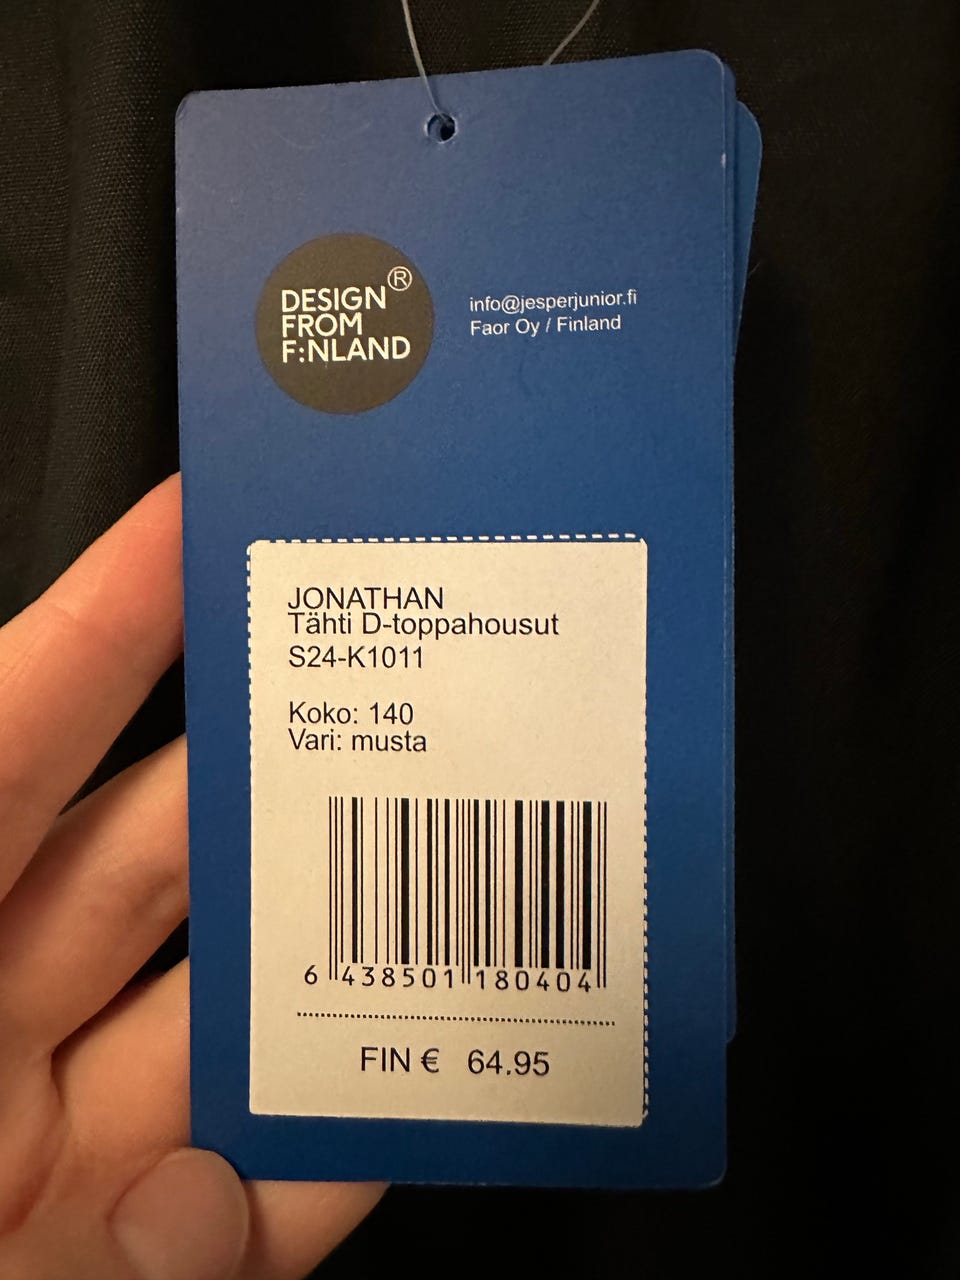 DESIGN ®
FROM
F:NLAND
info@jesperjunior.fi
Faor Oy / Finland
JONATHAN
Tähti D-toppahousut
S24-K1011
Koko: 140
Vari: musta
6 438501 180404
FIN € 64.95